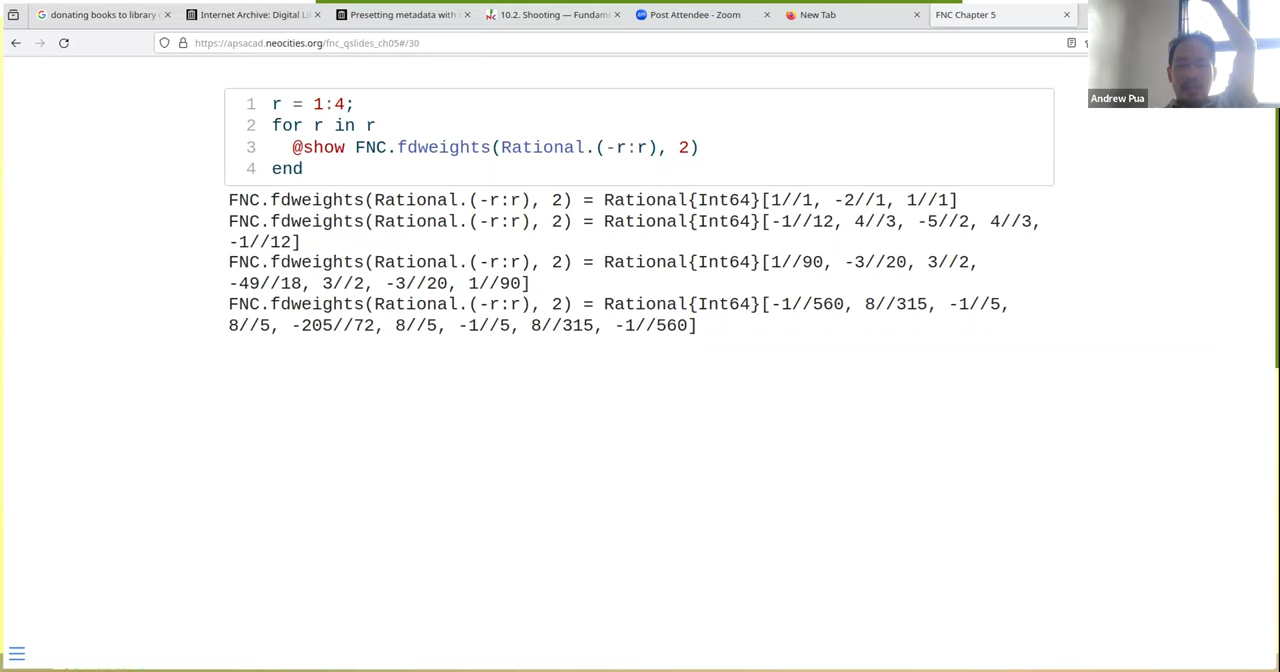 donating books to library
Internet Archive: Digital Li
Presetting metadata with
10.2. Shooting — Fundam
Post Attendee - Zoom
New Tab
FNC Chapter 5
https://apsacad.neocities.org/fnc_qslides_ch05#/30
Andrew Pua
1 r = 1:4;
2 for r in r
3 @show FNC.fdweights(Rational.(-r:r), 2)
4 end
FNC.fdweights(Rational.(-r:r), 2) = Rational{Int64}[1//1, -2//1, 1//1]
FNC.fdweights(Rational.(-r:r), 2) = Rational{Int64}[-1//12, 4//3, -5//2, 4//3,
-1//12]
FNC.fdweights(Rational.(-r:r), 2) = Rational{Int64}[1//90, -3//20, 3//2,
-49//18, 3//2, -3//20, 1//90]
FNC.fdweights(Rational.(-r:r), 2) = Rational{Int64}[-1//560, 8//315, -1//5,
8//5, -205//72, 8//5, -1//5, 8//315, -1//560]